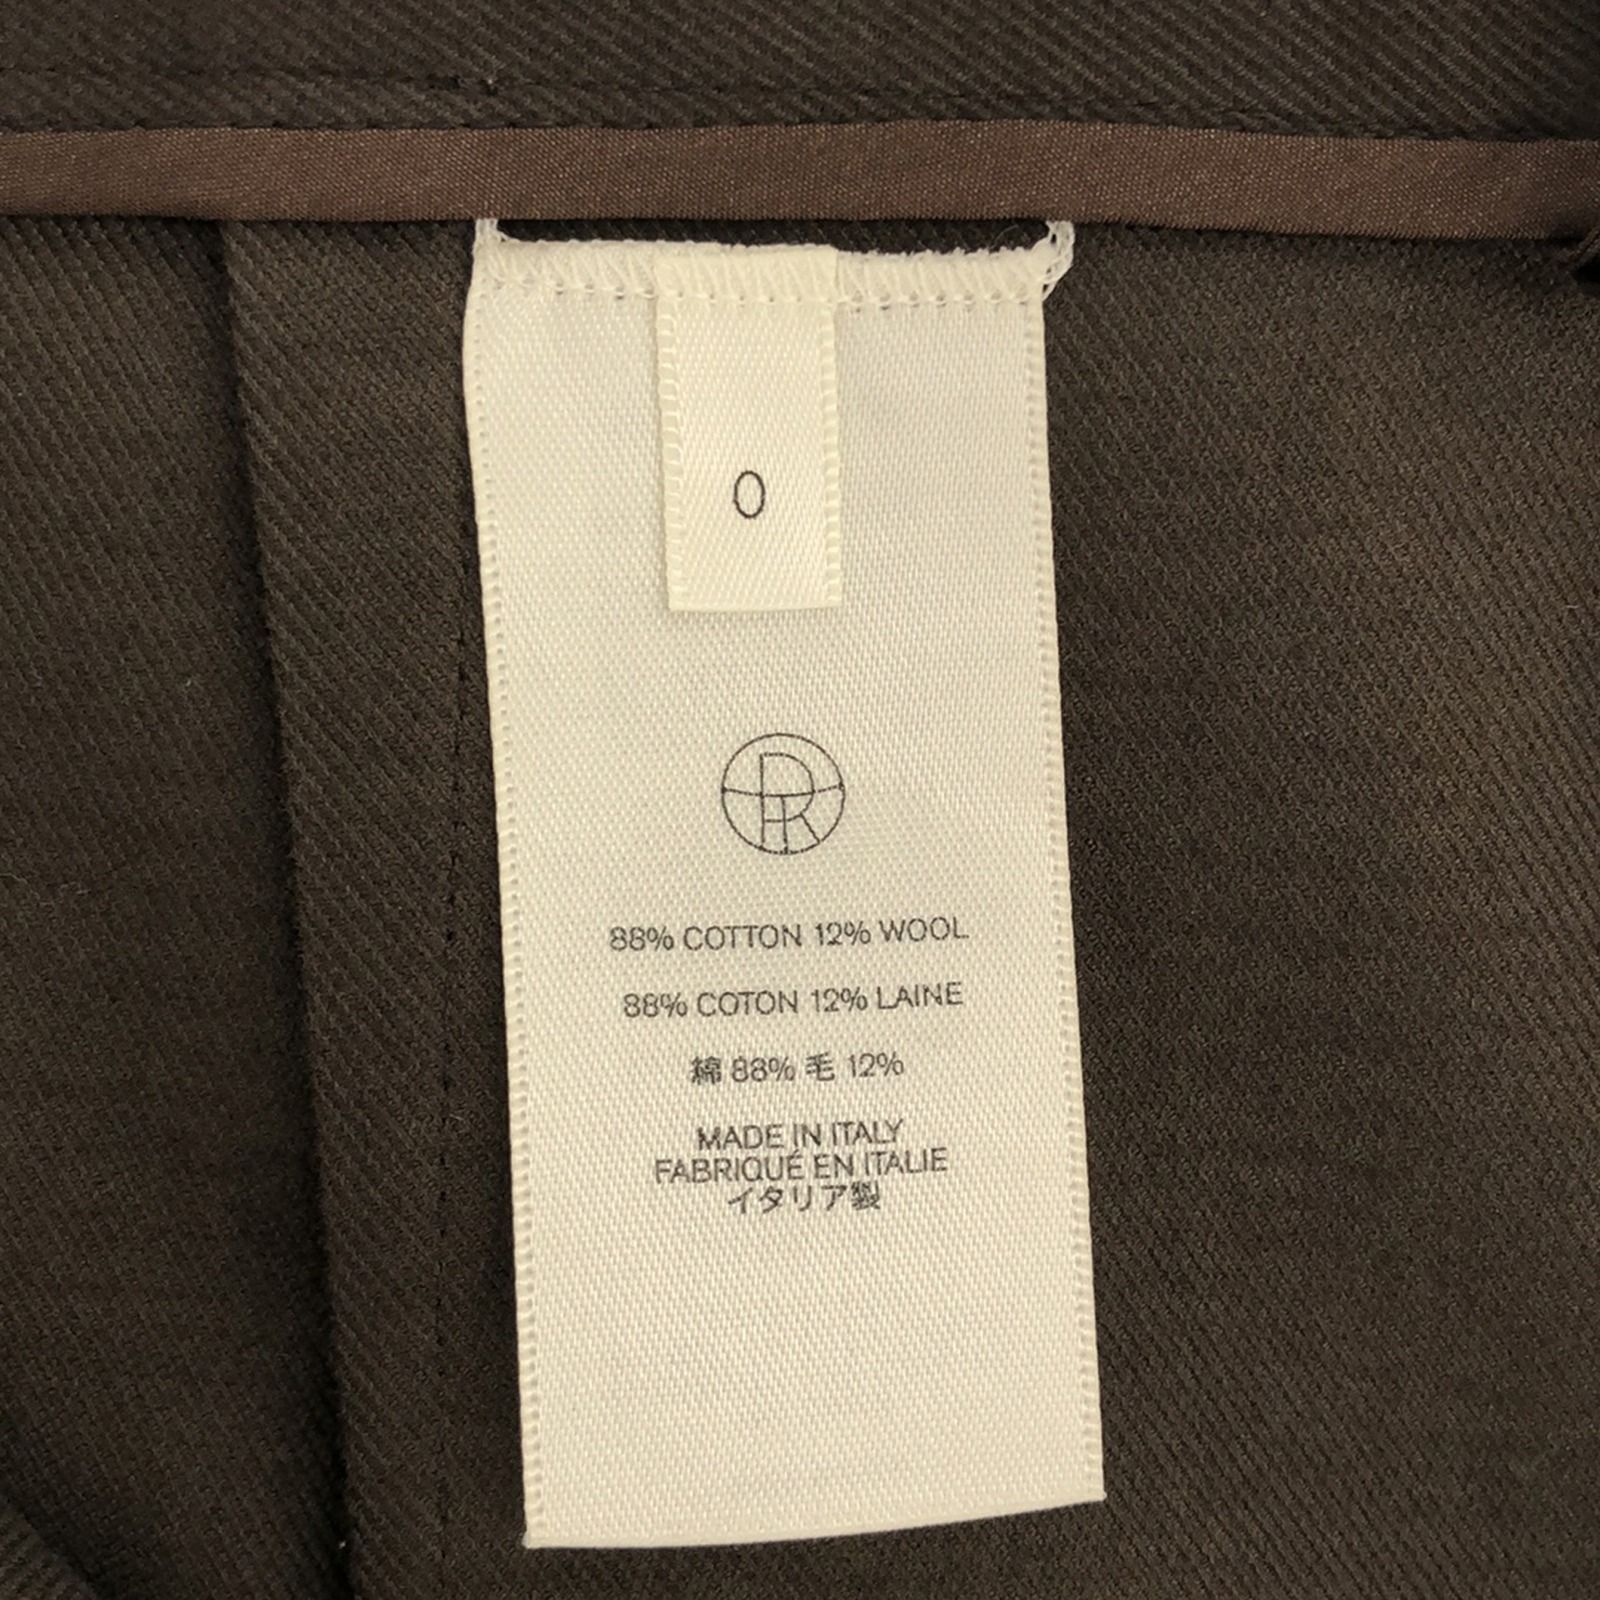 0
88% COTTON 12% WOOL
88% COTON 12% LAINE
綿 88% 毛 12%
MADE IN ITALY
FABRIQUÉ EN ITALIE
イタリア製